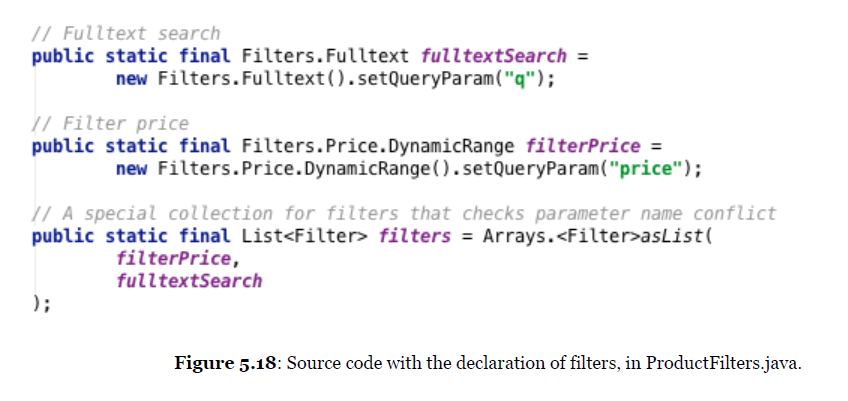 // Fulltext search
public static final Filters.Fulltext fulltextSearch =
new Filters.Fulltext().setQueryParam("q");
// Filter price
public static final Filters.Price.DynamicRange filterPrice =
new Filters.Price.DynamicRange().setQueryParam("price");
// A special collection for filters that checks parameter name conflict
public static final List<Filter> filters = Arrays.<Filter>asList(
filterPrice,
fulltextSearch
);
Figure 5.18: Source code with the declaration of filters, in ProductFilters.java.